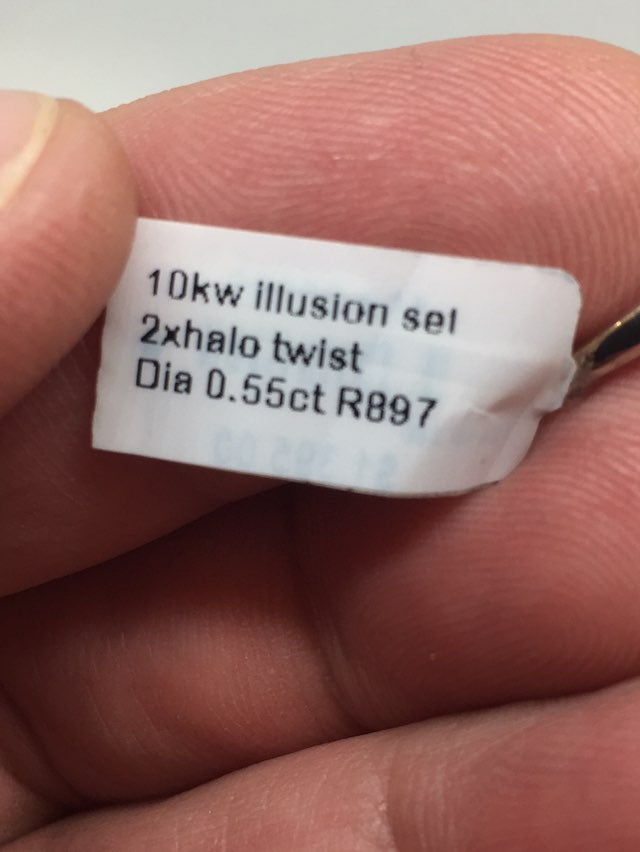 10kw illusion set
2xhalo twist
Dia 0.55ct R897